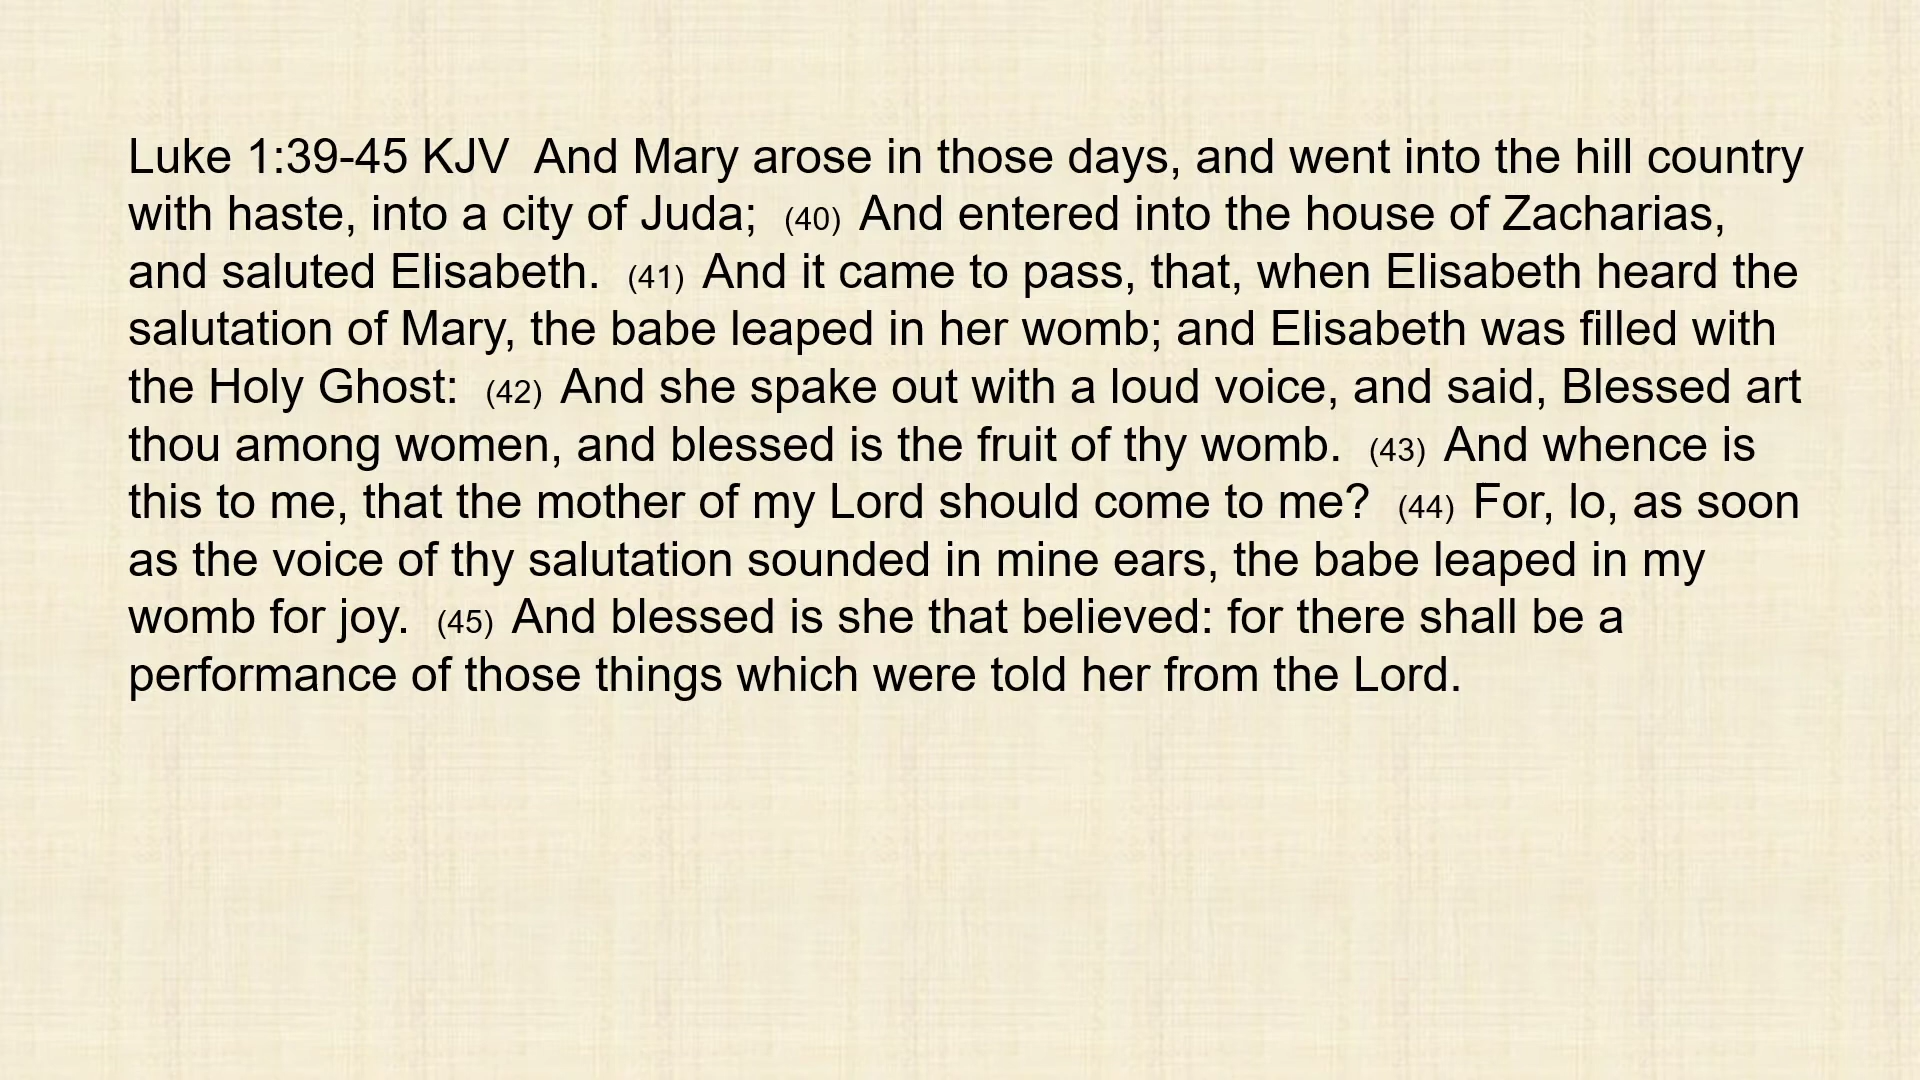 Luke 1:39-45 KJV  And Mary arose in those days, and went into the hill country
with haste, into a city of Juda;  (40)  And entered into the house of Zacharias,
and saluted Elisabeth.  (41)  And it came to pass, that, when Elisabeth heard the
salutation of Mary, the babe leaped in her womb; and Elisabeth was filled with
the Holy Ghost:  (42)  And she spake out with a loud voice, and said, Blessed art
thou among women, and blessed is the fruit of thy womb.  (43)  And whence is
this to me, that the mother of my Lord should come to me?  (44)  For, lo, as soon
as the voice of thy salutation sounded in mine ears, the babe leaped in my
womb for joy.  (45)  And blessed is she that believed: for there shall be a
performance of those things which were told her from the Lord.